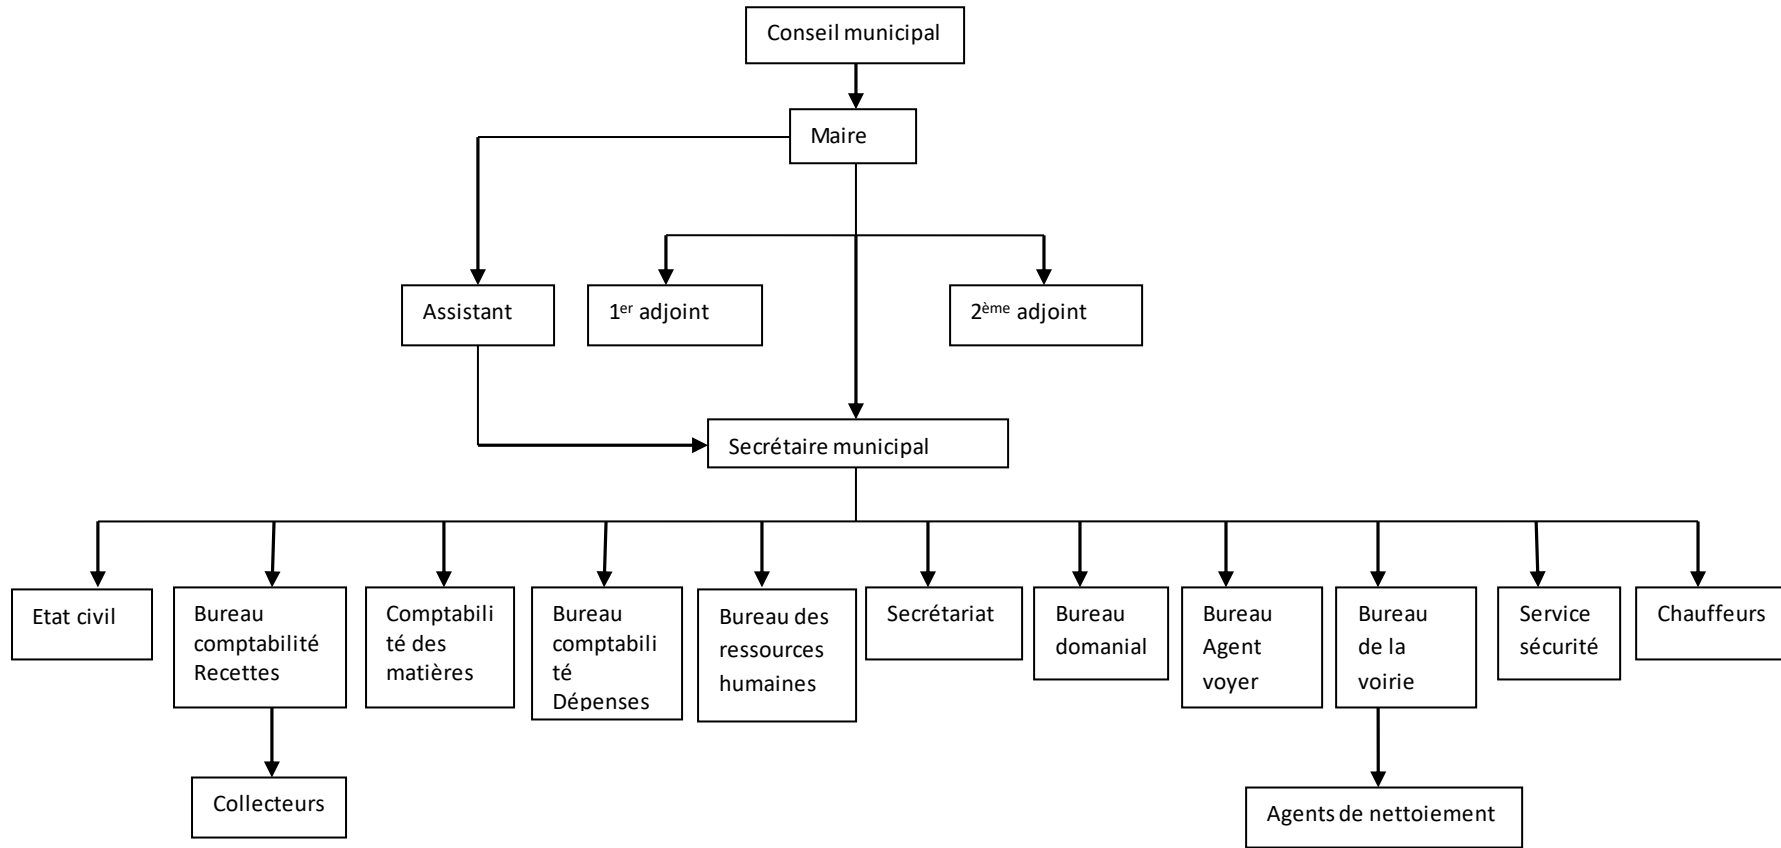 Conseil municipal
Maire
Assistant
1er adjoint
2ème adjoint
Secrétaire municipal
Etat civil
Bureau
comptabilité
Recettes
Comptabili
té des
matières
Bureau
comptabili
té
Dépenses
Bureau des
ressources
humaines
Secrétariat
Bureau
domanial
Bureau
Agent
voyer
Bureau
de la
voirie
Service
sécurité
Chauffeurs
Collecteurs
Agents de nettoiement